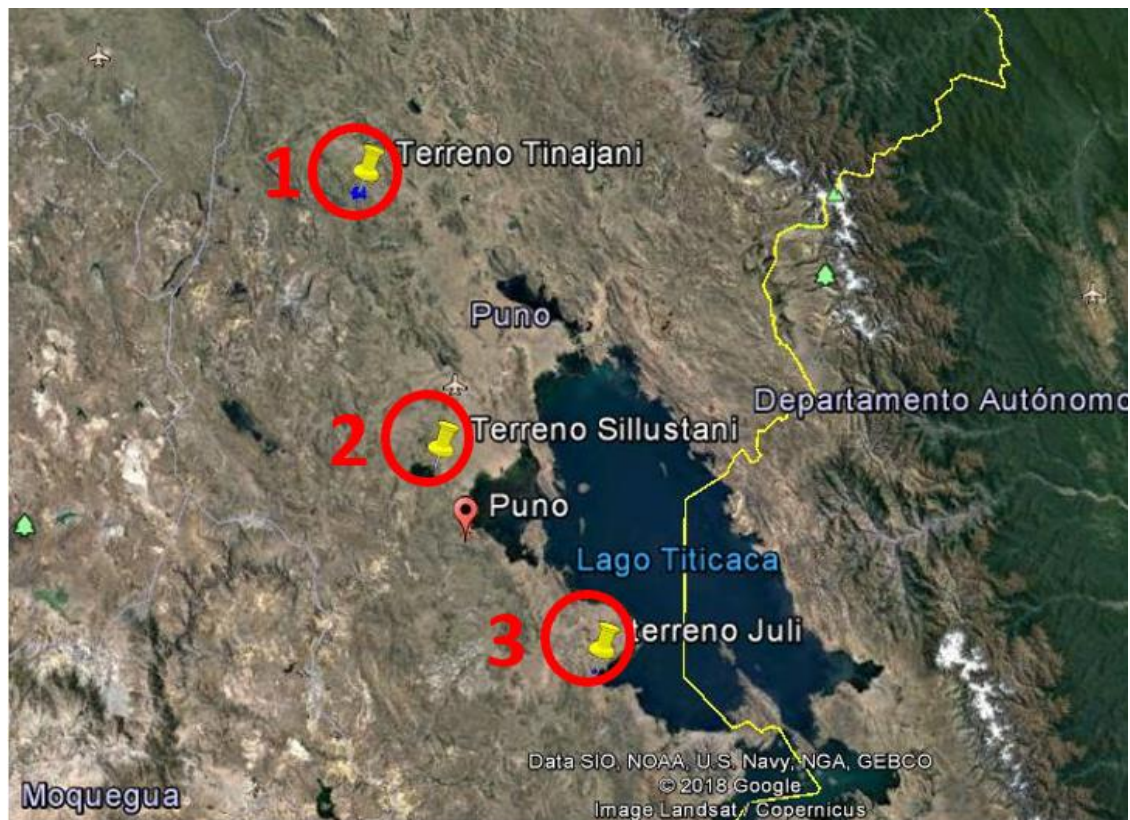 1
Terreno Tinajani
Puno
Departamento Autónomo
2
Terreno Sillustani
Puno
Lago Titicaca
3
terreno Juli
Data SIO, NOAA, U.S. Navy, NGA, GEBCO
© 2018 Google
Image Landsat / Copernicus
Moquegua